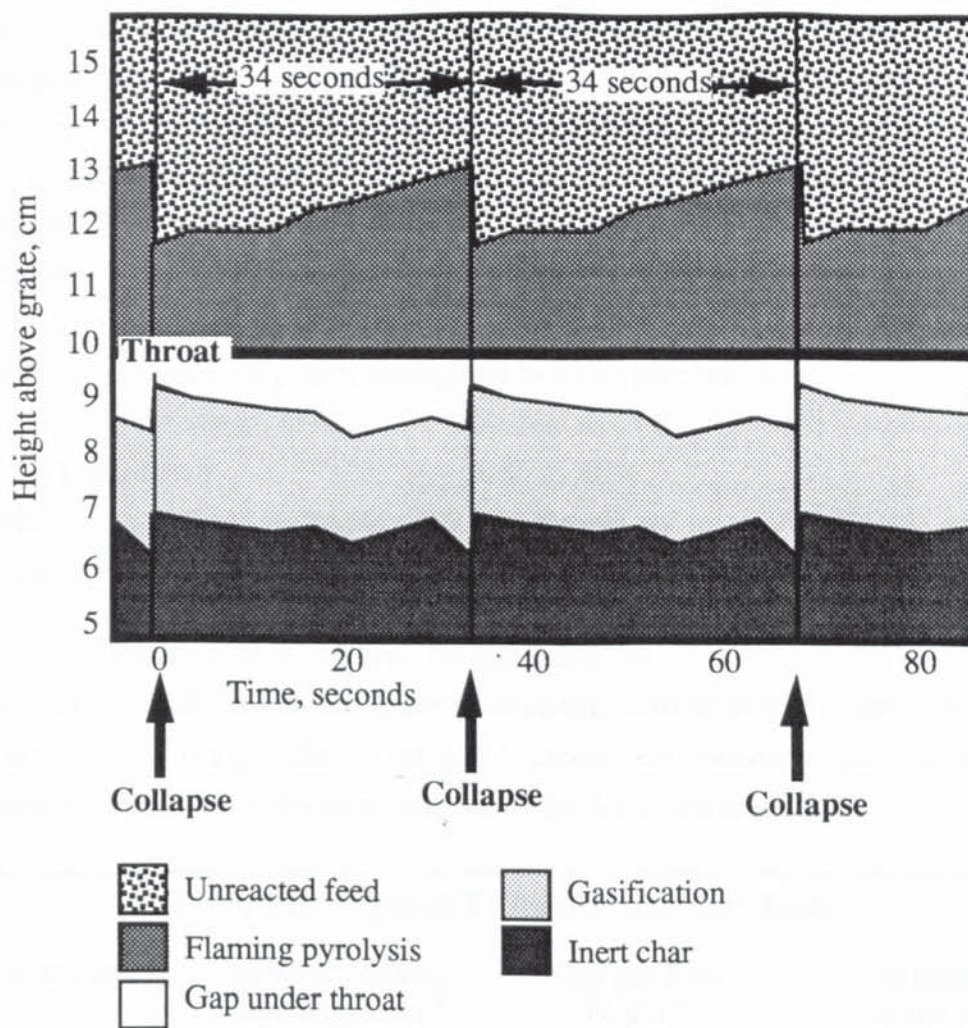 15
34 seconds
34 seconds
14
13
12
11
10
Throat
9
8
7
6
5
Height above grate, cm
0
20
40
60
80
Time, seconds
Collapse
Collapse
Collapse
Unreacted feed
Gasification
Flaming pyrolysis
Inert char
Gap under throat